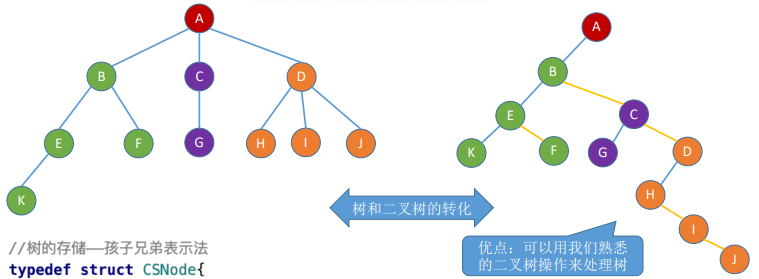 A
B
C
D
E
F
G
H
I
J
K
A
B
E
C
K
F
G
D
H
I
J
树和二叉树的转化
优点：可以用我们熟悉
的二叉树操作来处理树
//树的存储—孩子兄弟表示法
typedef struct CSNode{